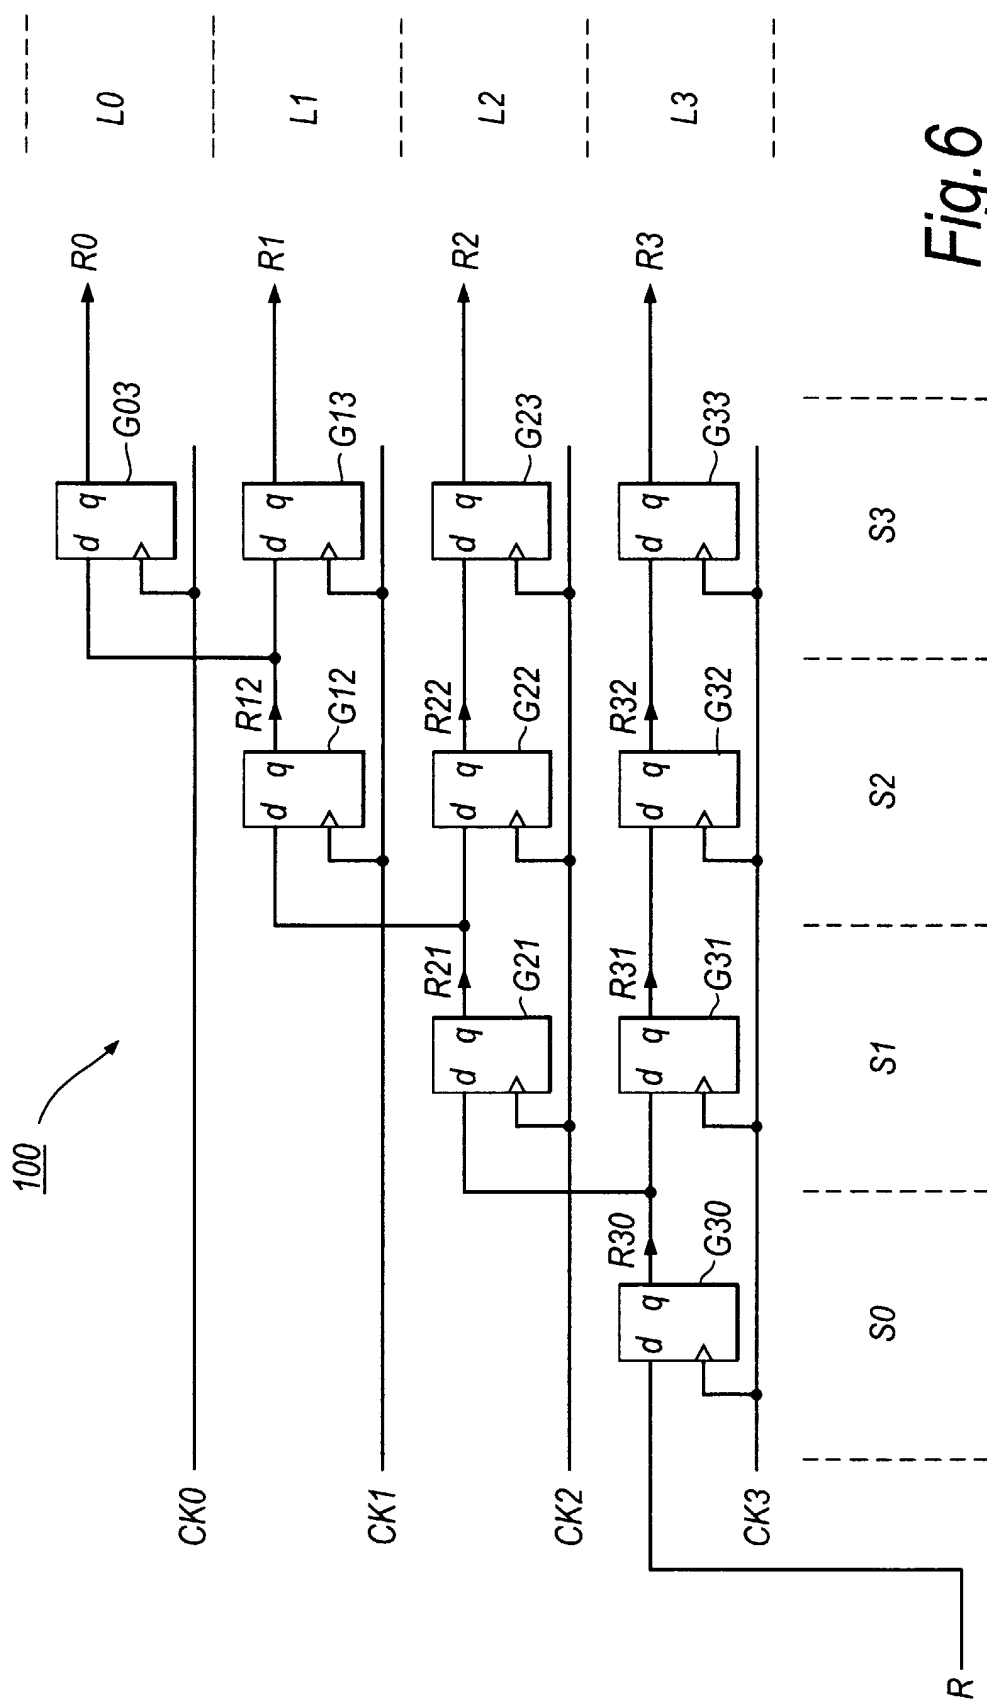 100
R0
L0
G03
d q
CK0
R1
L1
R12
G13
d q
G12
d q
CK1
R2
L2
R21
R22
G23
d q
G22
d q
G21
d q
CK2
R3
L3
R30
R31
R32
G33
d q
G32
d q
G31
d q
G30
d q
CK3
R
S0
S1
S2
S3
Fig.6